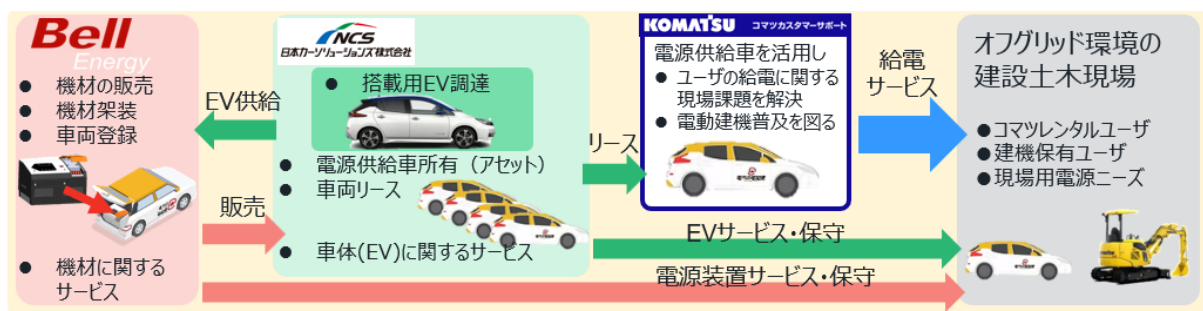 Bell
Energy
機材の販売
機材架装
車両登録
機材に関する
サービス
EV供給
販売
NCS
日本カーソリューションズ株式会社
搭載用EV調達
電源供給車所有（アセット）
車両リース
車体(EV)に関するサービス
リース
KOMATSU コマツカスタマーサポート
電源供給車を活用し
ユーザの給電に関する
現場課題を解決
電動建機普及を図る
給電
サービス
EVサービス・保守
電源装置サービス・保守
オフグリッド環境の
建設土木現場
コマツレンタルユーザ
建機保有ユーザ
現場用電源ニーズ